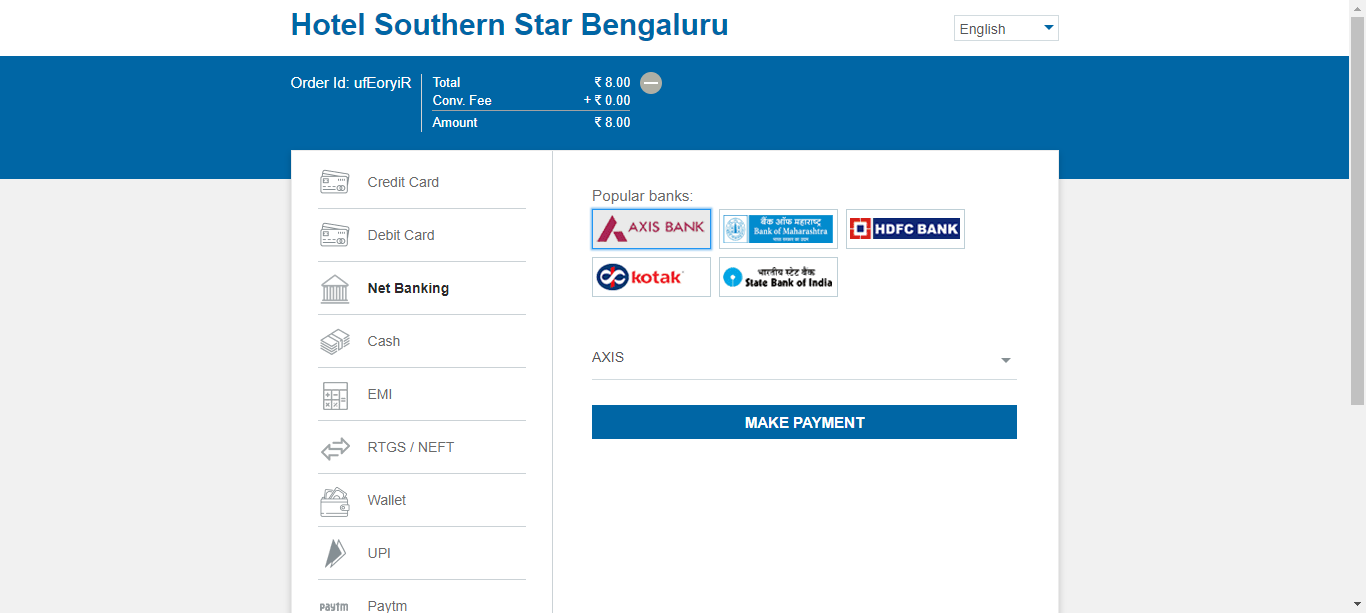 Hotel Southern Star Bengaluru
English
Order Id: ufEoryiR
Total ₹ 8.00
Conv. Fee + ₹ 0.00
Amount ₹ 8.00
Credit Card
Debit Card
Net Banking
Cash
EMI
RTGS / NEFT
Wallet
UPI
paytm Paytm
Popular banks:
AXIS BANK
बैंक ऑफ महाराष्ट्र
Bank of Maharashtra
HDFC BANK
kotak
भारतीय स्टेट बैंक
State Bank of India
AXIS
MAKE PAYMENT